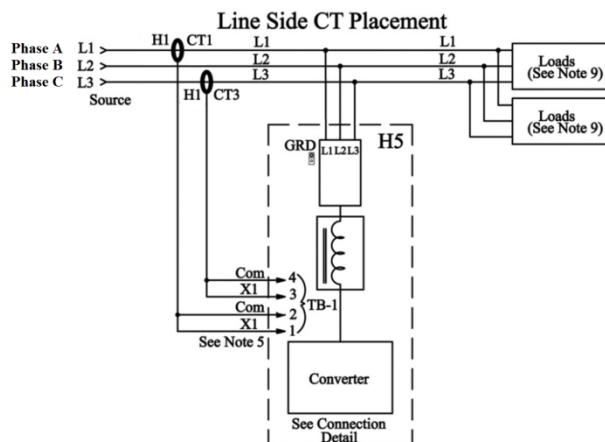 Line Side CT Placement
Phase A L1 H1 CT1 L1 L1
Phase B L2 L2 L2
Phase C L3 L3 L3
Source H1 CT3
Loads
(See Note 9)
Loads
(See Note 9)
GRD L1 L2 L3 H5
Com 4
X1 3
TB-1
Com 2
X1 1
See Note 5
Converter
See Connection
Detail